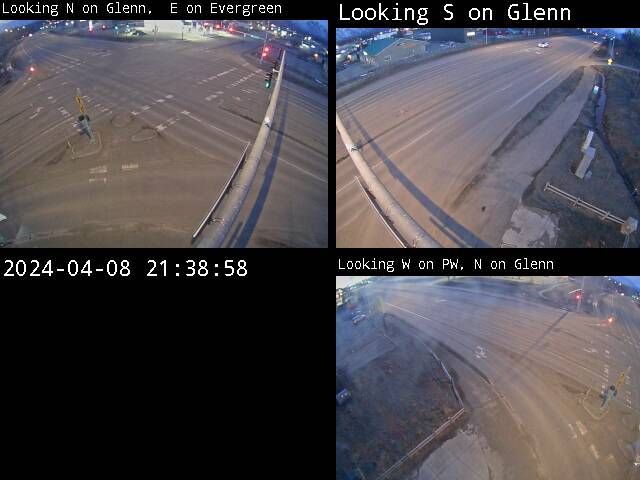 Looking N on Glenn, E on Evergreen
Looking S on Glenn
2024-04-08 21:38:58
Looking W on PW, N on Glenn